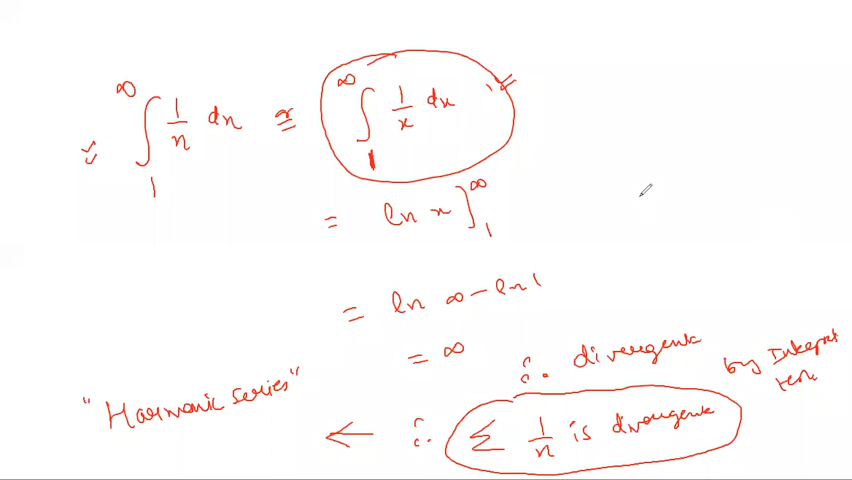 ∫₁^∞ 1/n dn ≅ ∫₁^∞ 1/x dx
= ln x]₁^∞
= ln ∞ - ln 1
= ∞
∴ divergent by Integral test
"Harmonic series" ← ∴ Σ 1/n is divergent